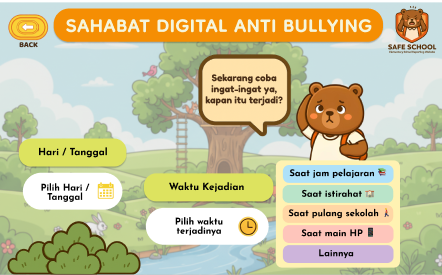 SAHABAT DIGITAL ANTI BULLYING
BACK
SAFE SCHOOL
Sekarang coba
ingat-ingat ya,
kapan itu terjadi?
Hari / Tanggal
Pilih Hari /
Tanggal
Waktu Kejadian
Pilih waktu
terjadinya
Saat jam pelajaran
Saat istirahat
Saat pulang sekolah
Saat main HP
Lainnya